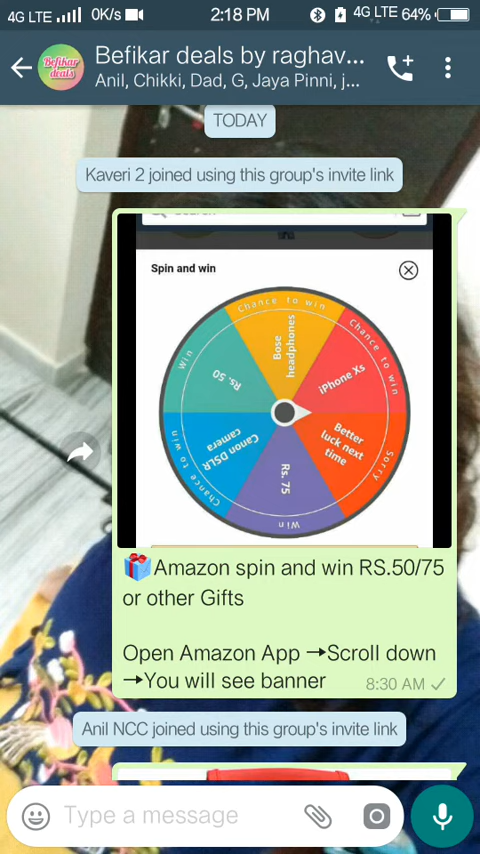 4G LTE 0K/s 2:18 PM 4G LTE 64%
Befikar deals by raghav...
Befikar
deals
Anil, Chikki, Dad, G, Jaya Pinni, j...
TODAY
Kaveri 2 joined using this group's invite link
Spin and win
Chance to win
Bose
headphones
Chance to win
iPhone Xs
Sorry
Better
luck next
time
Win
Rs. 75
Chance to win
Canon DSLR
camera
Win
Rs. 50
🎁Amazon spin and win RS.50/75
or other Gifts
Open Amazon App →Scroll down
→You will see banner 8:30 AM
Anil NCC joined using this group's invite link
Type a message